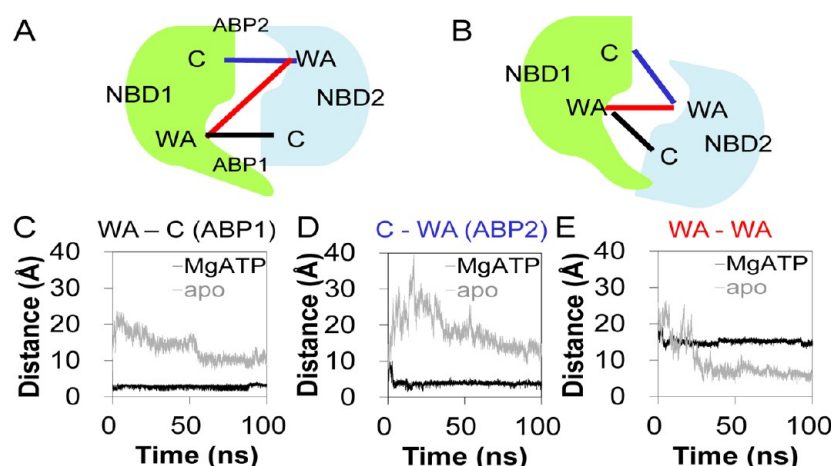 A
ABP2
C
WA
NBD1
NBD2
WA
C
ABP1
B
C
NBD1
WA
WA
NBD2
C
C
WA – C (ABP1)
Distance (Å)
40
30
20
10
0
MgATP
apo
0
50
100
Time (ns)
D
C - WA (ABP2)
Distance (Å)
40
30
20
10
0
MgATP
apo
0
50
100
Time (ns)
E
WA - WA
Distance (Å)
40
30
20
10
0
MgATP
apo
0
50
100
Time (ns)